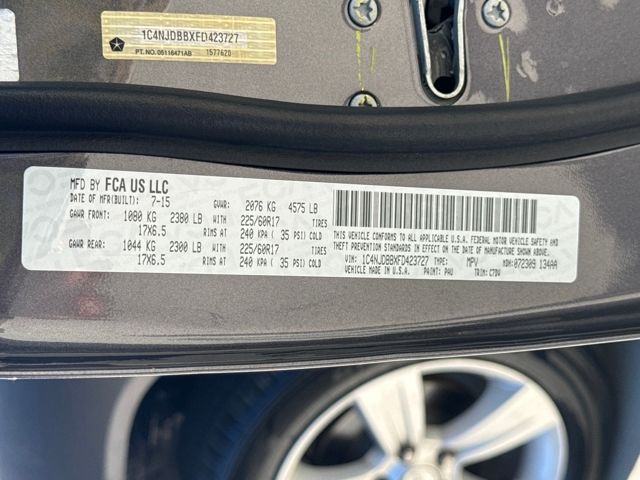 1C4NJDBBXFD423727
PT. NO. 05116471AB 1577620
MFD BY FCA US LLC
DATE OF MFR(BUILT): 7-15 GVWR: 2076 KG 4575 LB
GAWR FRONT: 1080 KG 2380 LB WITH 225/60R17
17X6.5 RIMS AT 240 KPA ( 35 PSI) COLD
GAWR REAR: 1044 KG 2300 LB WITH 225/60R17
17X6.5 RIMS AT 240 KPA ( 35 PSI) COLD
THIS VEHICLE CONFORMS TO ALL APPLICABLE U.S.A. FEDERAL MOTOR VEHICLE SAFETY AND
THEFT PREVENTION STANDARDS IN EFFECT ON THE DATE OF MANUFACTURE SHOWN ABOVE.
VIN: 1C4NJDBBXFD423727 TYPE: MPV MDH: 072309 134AA
VEHICLE MADE IN U.S.A. PAINT: PAU TRIM: C7DV